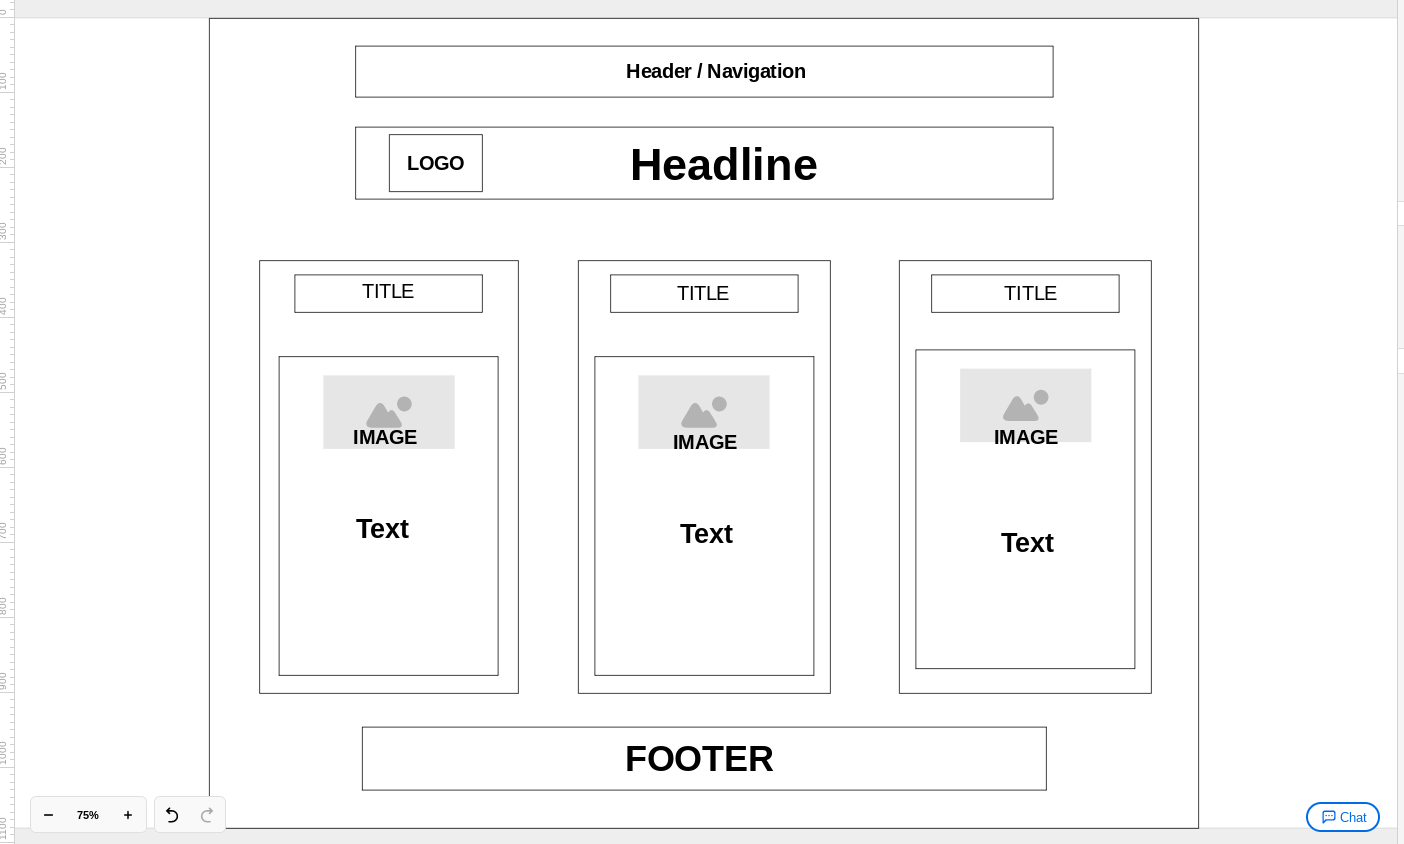 Header / Navigation
LOGO
Headline
TITLE
TITLE
TITLE
IMAGE
IMAGE
IMAGE
Text
Text
Text
FOOTER
75%
Chat
0
100
200
300
400
500
600
700
800
900
1000
1100